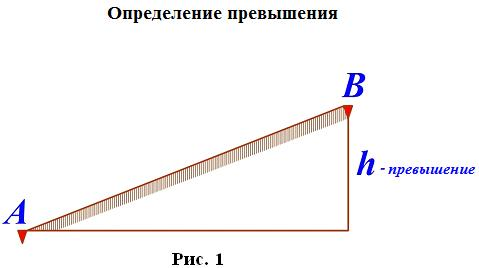 Определение превышения
B
h - превышение
A
Рис. 1